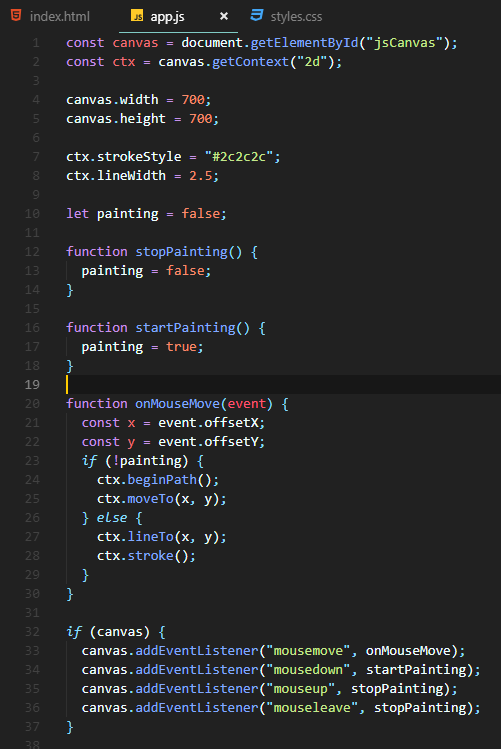 index.html app.js × styles.css
1 const canvas = document.getElementById("jsCanvas");
2 const ctx = canvas.getContext("2d");
3
4 canvas.width = 700;
5 canvas.height = 700;
6
7 ctx.strokeStyle = "#2c2c2c";
8 ctx.lineWidth = 2.5;
9
10 let painting = false;
11
12 function stopPainting() {
13   painting = false;
14 }
15
16 function startPainting() {
17   painting = true;
18 }
19
20 function onMouseMove(event) {
21   const x = event.offsetX;
22   const y = event.offsetY;
23   if (!painting) {
24     ctx.beginPath();
25     ctx.moveTo(x, y);
26   } else {
27     ctx.lineTo(x, y);
28     ctx.stroke();
29   }
30 }
31
32 if (canvas) {
33   canvas.addEventListener("mousemove", onMouseMove);
34   canvas.addEventListener("mousedown", startPainting);
35   canvas.addEventListener("mouseup", stopPainting);
36   canvas.addEventListener("mouseleave", stopPainting);
37 }
38